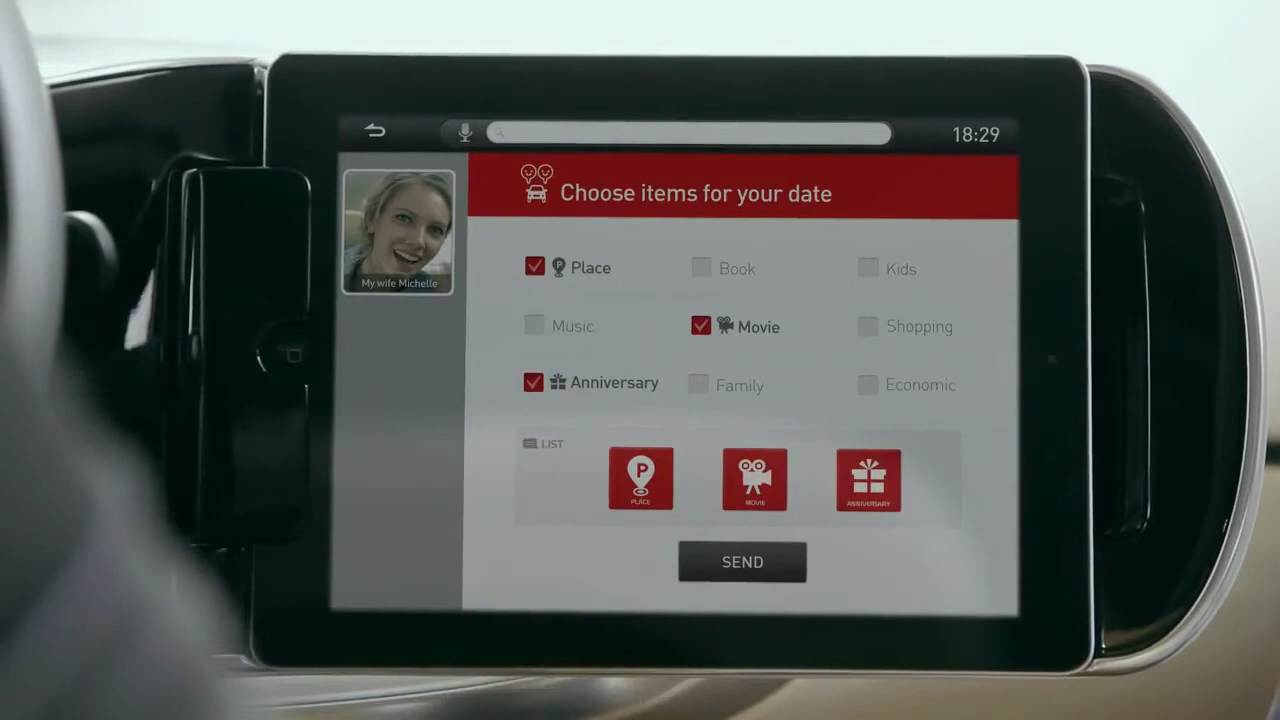 18:29
My wife Michelle
Choose items for your date
Place
Book
Kids
Music
Movie
Shopping
Anniversary
Family
Economic
LIST
P
PLACE
MOVIE
ANNIVERSARY
SEND